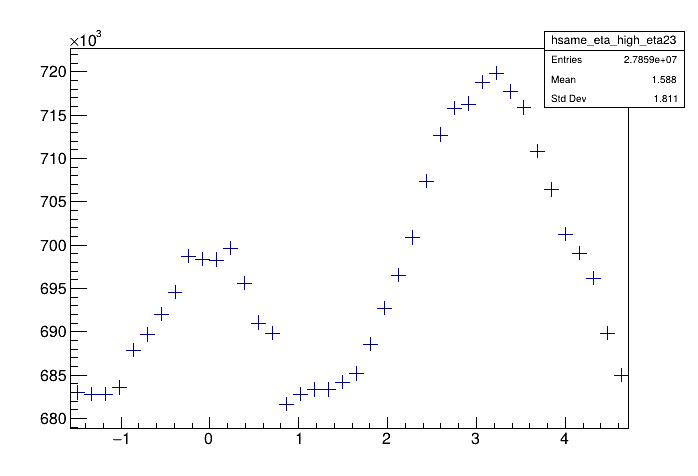 ×10³
hsame_eta_high_eta23
Entries 2.7859e+07
Mean 1.588
Std Dev 1.811
720
715
710
705
700
695
690
685
680
−1 0 1 2 3 4